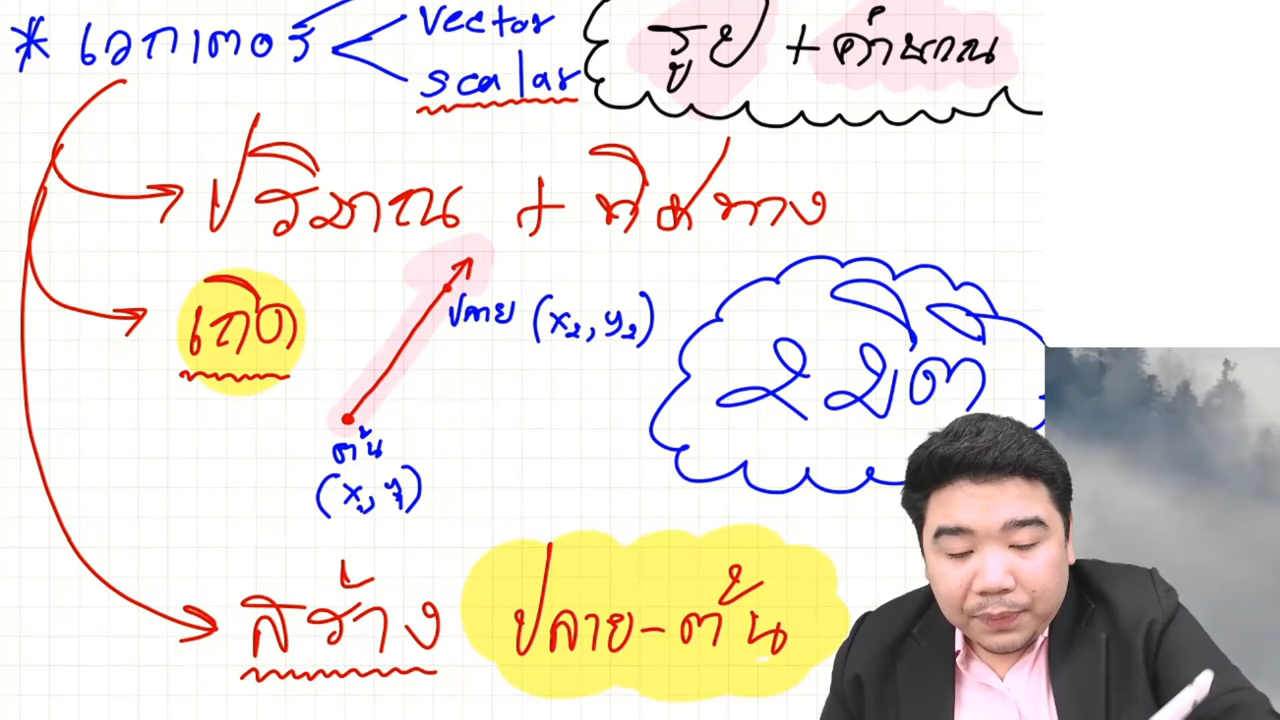 * เวกเตอร์ vector
scalar
รูป + คำนวณ
ปริมาณ + ทิศทาง
เกิด
ปลาย (x₂, y₂)
2 มิติ
ต้น
สร้าง ปลาย-ต้น